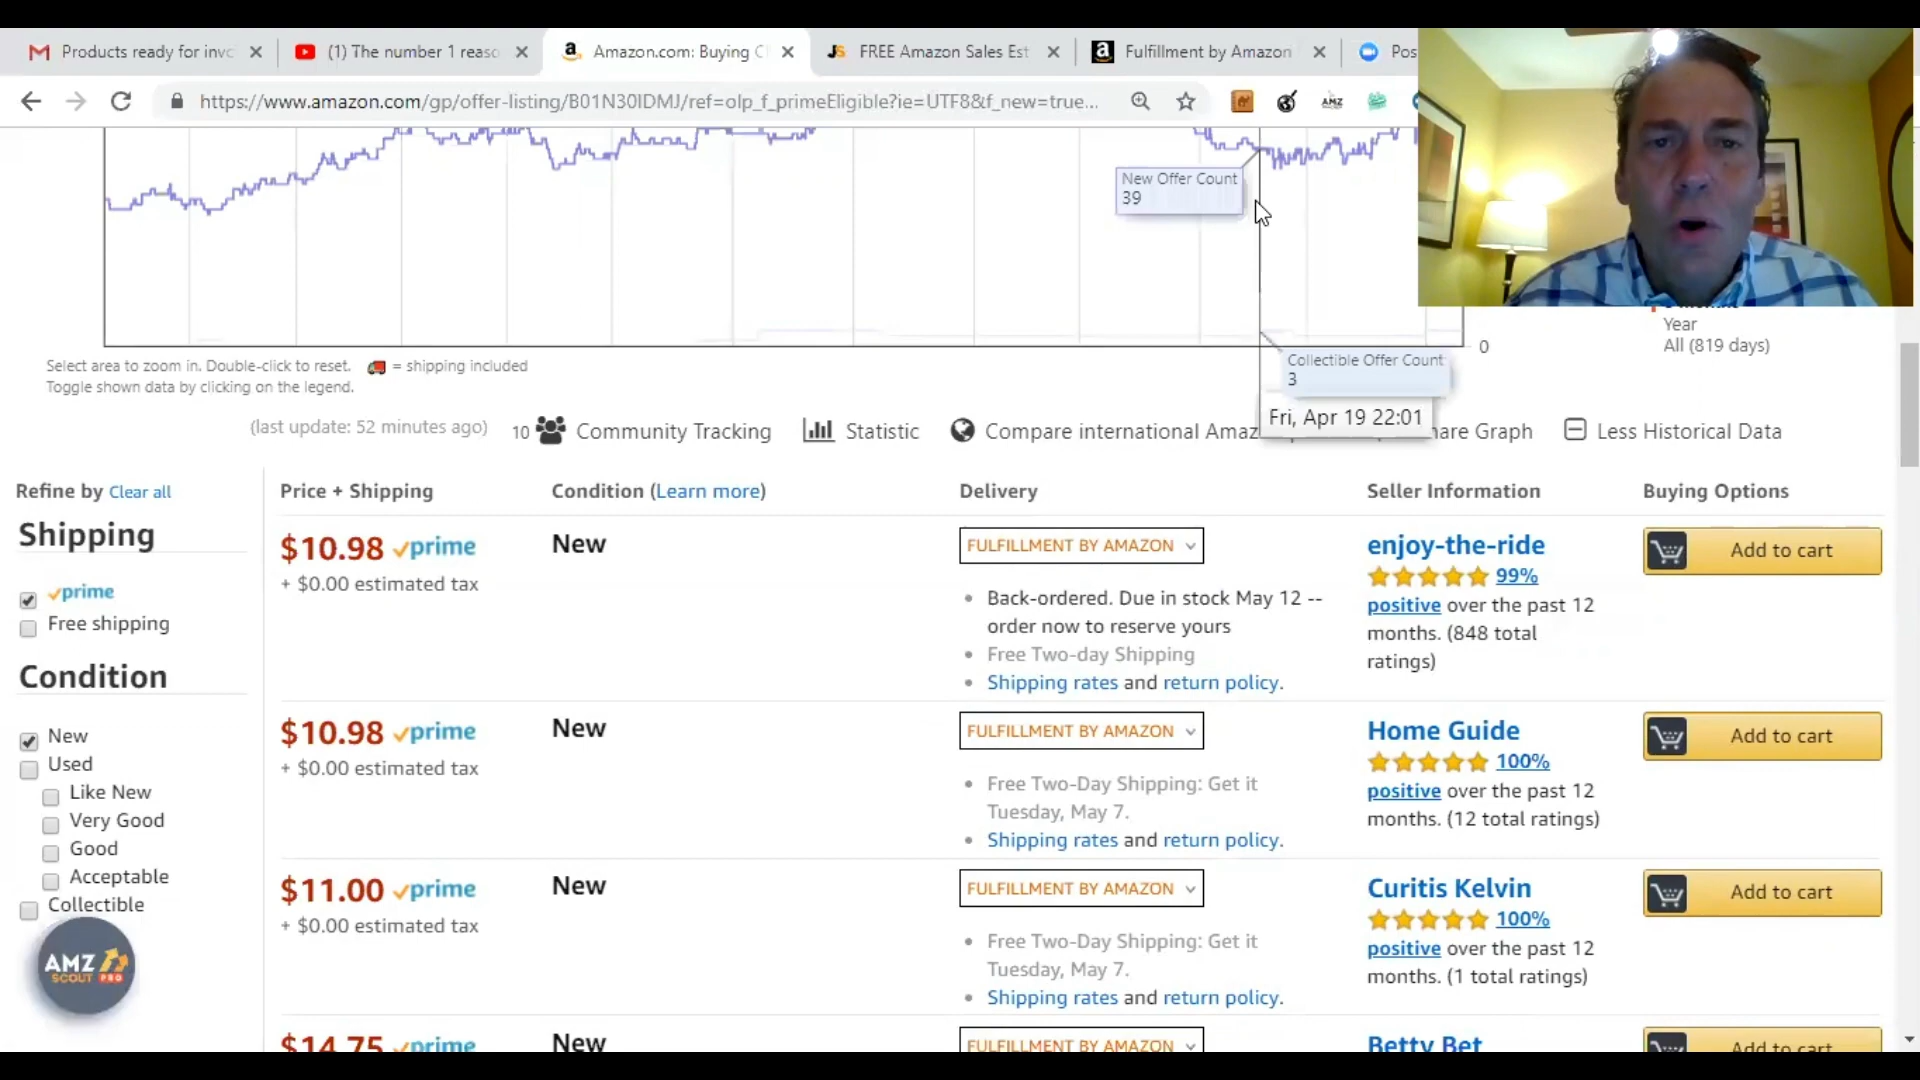 Products ready for invc
(1) The number 1 reaso
Amazon.com: Buying C
FREE Amazon Sales Est
Fulfillment by Amazon
Pos
https://www.amazon.com/gp/offer-listing/B01N30IDMJ/ref=olp_f_primeEligible?ie=UTF8&f_new=true...
AMZ
New Offer Count
39
Year
All (819 days)
0
Collectible Offer Count
3
Fri, Apr 19 22:01
Select area to zoom in. Double-click to reset. = shipping included
Toggle shown data by clicking on the legend.
(last update: 52 minutes ago) 10 Community Tracking Statistic Compare international Amaz hare Graph Less Historical Data
Refine by Clear all
Shipping
prime
Free shipping
Condition
New
Used
Like New
Very Good
Good
Acceptable
Collectible
AMZ
SCOUT PRO
Price + Shipping Condition (Learn more) Delivery Seller Information Buying Options
$10.98 prime
+ $0.00 estimated tax
New
FULFILLMENT BY AMAZON
Back-ordered. Due in stock May 12 --
order now to reserve yours
Free Two-day Shipping
Shipping rates and return policy.
enjoy-the-ride
99%
positive over the past 12
months. (848 total
ratings)
Add to cart
$10.98 prime
+ $0.00 estimated tax
New
FULFILLMENT BY AMAZON
Free Two-Day Shipping: Get it
Tuesday, May 7.
Shipping rates and return policy.
Home Guide
100%
positive over the past 12
months. (12 total ratings)
Add to cart
$11.00 prime
+ $0.00 estimated tax
New
FULFILLMENT BY AMAZON
Free Two-Day Shipping: Get it
Tuesday, May 7.
Shipping rates and return policy.
Curitis Kelvin
100%
positive over the past 12
months. (1 total ratings)
Add to cart
$14.75 prime
New
FULFILLMENT BY AMAZON
Betty Bet
Add to cart